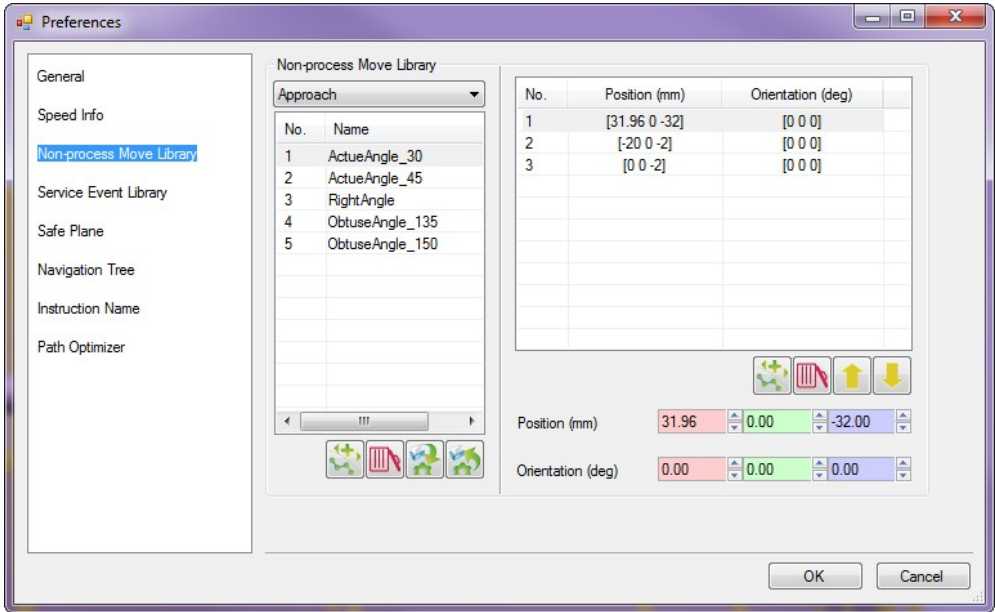 Preferences
General
Speed Info
Non-process Move Library
Service Event Library
Safe Plane
Navigation Tree
Instruction Name
Path Optimizer
Non-process Move Library
Approach
No. Name
1 ActueAngle_30
2 ActueAngle_45
3 RightAngle
4 ObtuseAngle_135
5 ObtuseAngle_150
No. Position (mm) Orientation (deg)
1 [31.96 0 -32] [0 0 0]
2 [-20 0 -2] [0 0 0]
3 [0 0 -2] [0 0 0]
Position (mm) 31.96 0.00 -32.00
Orientation (deg) 0.00 0.00 0.00
OK Cancel